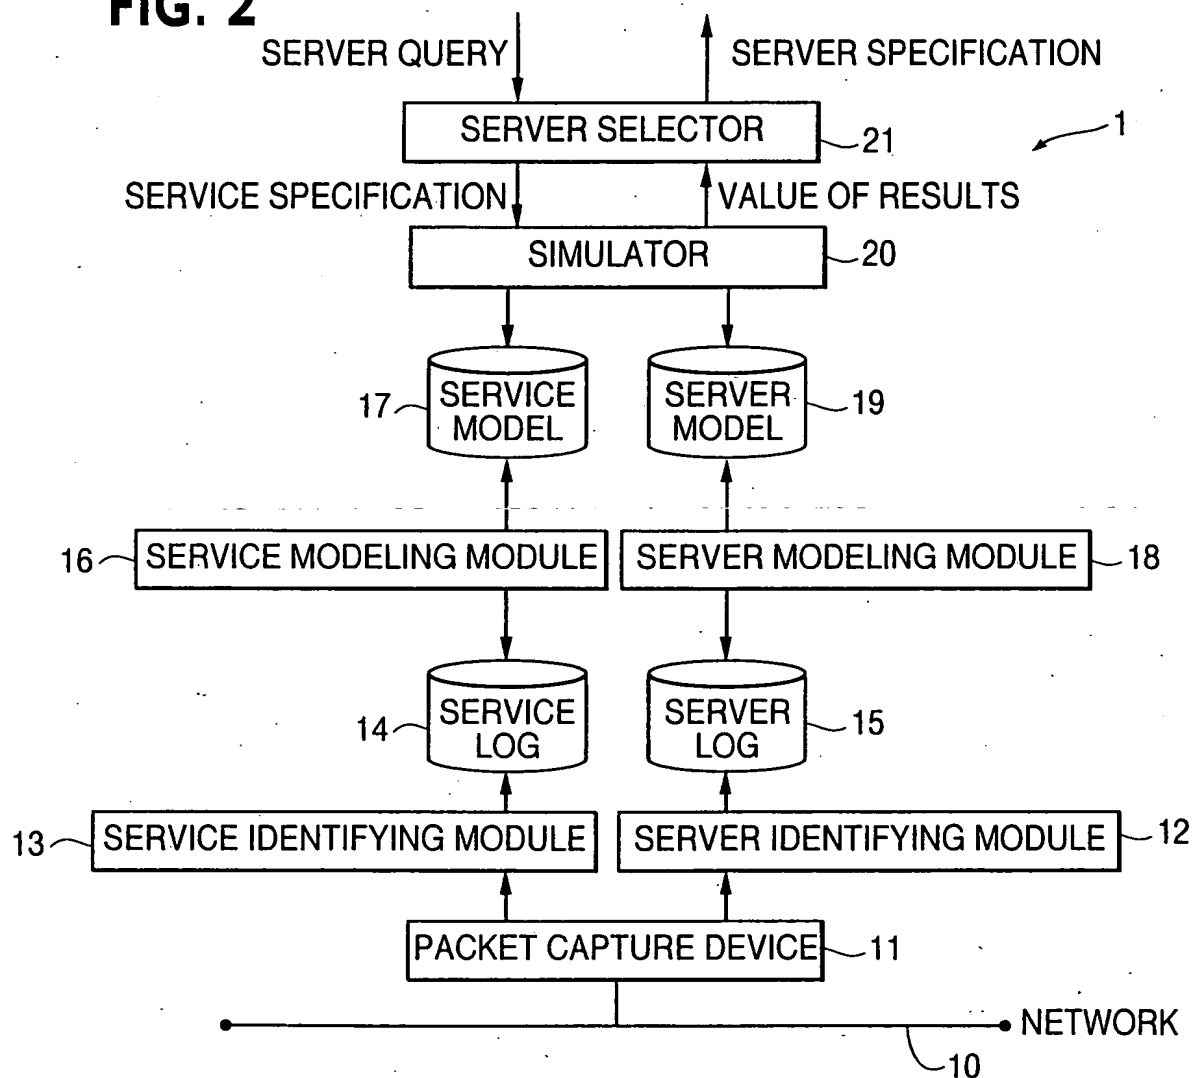 FIG. 2
SERVER QUERY
SERVER SPECIFICATION
SERVER SELECTOR
21
1
SERVICE SPECIFICATION
VALUE OF RESULTS
SIMULATOR
20
17
SERVICE
MODEL
SERVER
MODEL
19
16
SERVICE MODELING MODULE
SERVER MODELING MODULE
18
14
SERVICE
LOG
SERVER
LOG
15
13
SERVICE IDENTIFYING MODULE
SERVER IDENTIFYING MODULE
12
PACKET CAPTURE DEVICE
11
NETWORK
10